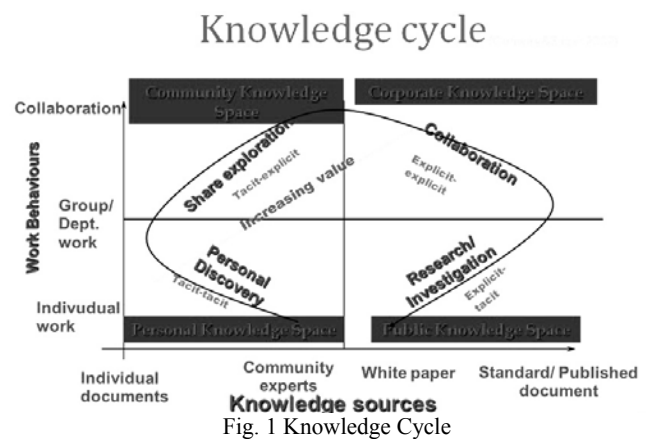 Knowledge cycle
Community Knowledge
Space
Corporate Knowledge Space
Collaboration
Work Behaviours
Group/
Dept.
work
Indivudual
work
Share exploration
Tacit-explicit
Increasing value
Collaboration
Explicit-
explicit
Personal
Discovery
Tacit-tacit
Research/
Investigation
Explicit-
tacit
Personal Knowledge Space
Public Knowledge Space
Individual
documents
Community
experts
White paper
Standard/ Published
document
Knowledge sources
Fig. 1 Knowledge Cycle